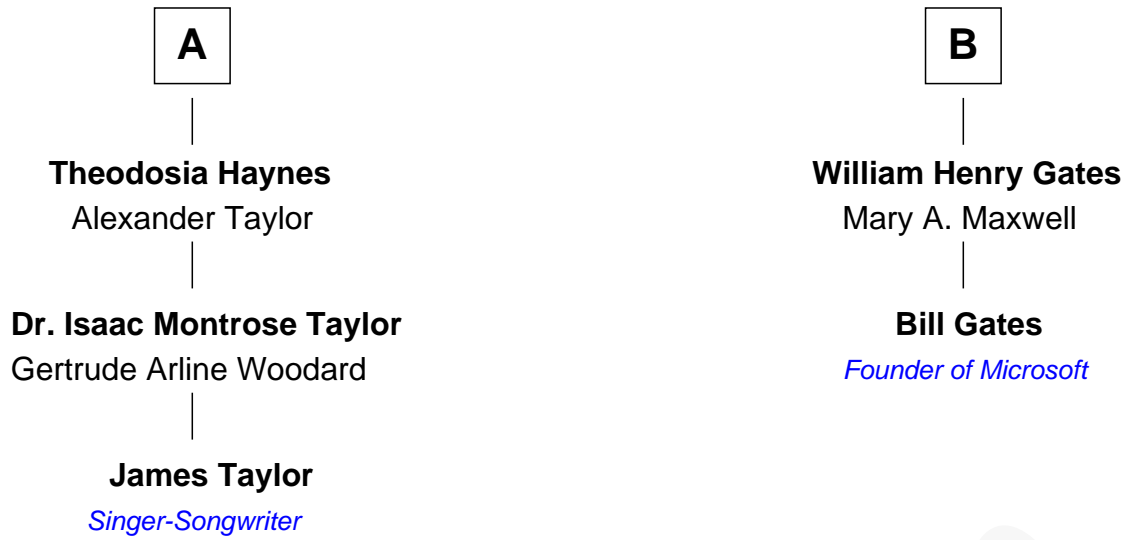 A
B
Theodosia Haynes
Alexander Taylor
William Henry Gates
Mary A. Maxwell
Dr. Isaac Montrose Taylor
Gertrude Arline Woodard
Bill Gates
Founder of Microsoft
James Taylor
Singer-Songwriter